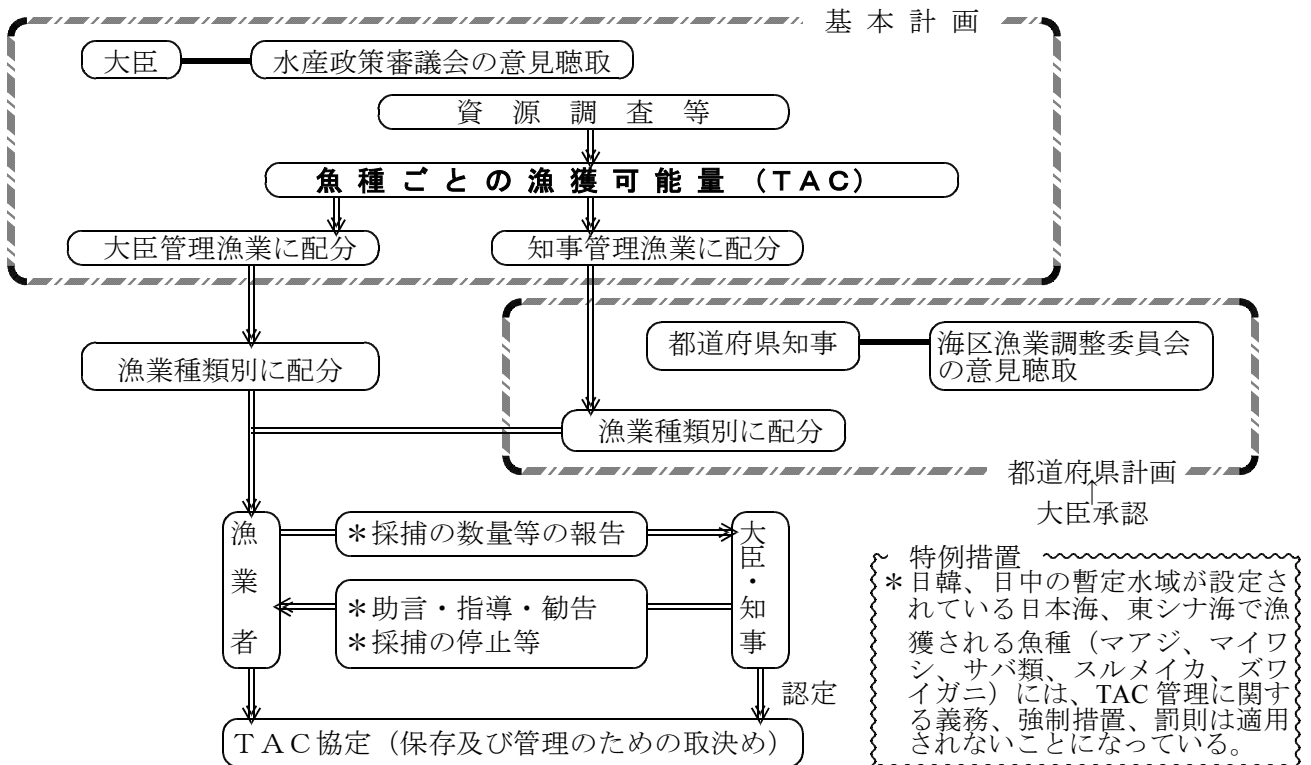 基 本 計 画
大臣
水産政策審議会の意見聴取
資 源 調 査 等
魚 種 ご と の 漁 獲 可 能 量 (TAC)
大臣管理漁業に配分
知事管理漁業に配分
都道府県知事
海区漁業調整委員会
の意見聴取
漁業種類別に配分
漁業種類別に配分
都道府県計画
↑
大臣承認
漁業者
*採捕の数量等の報告
大臣・知事
*助言・指導・勧告
*採捕の停止等
認定
TAC協定(保存及び管理のための取決め)
特例措置
*日韓、日中の暫定水域が設定さ
れている日本海、東シナ海で漁
獲される魚種(マアジ、マイワ
シ、サバ類、スルメイカ、ズワ
イガニ)には、TAC 管理に関す
る義務、強制措置、罰則は適用
されないことになっている。